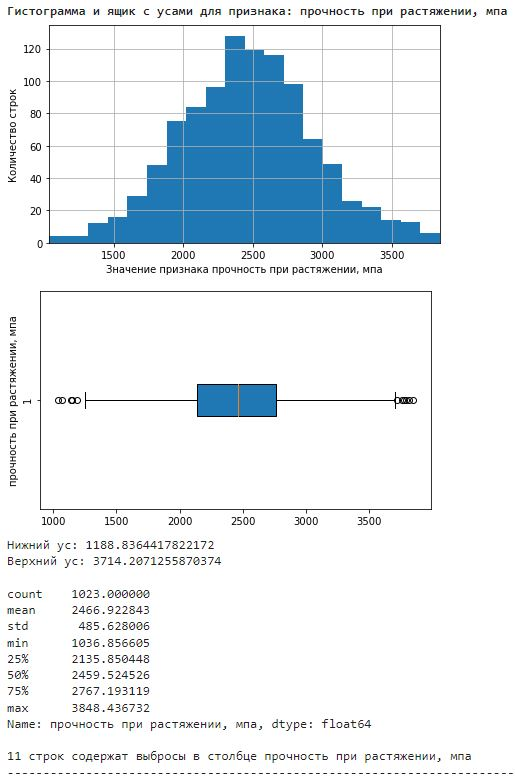 Гистограмма и ящик с усами для признака: прочность при растяжении, мпа
120
100
80
60
40
20
0
Количество строк
1500 2000 2500 3000 3500
Значение признака прочность при растяжении, мпа
прочность при растяжении, мпа
1
1000 1500 2000 2500 3000 3500
Нижний ус: 1188.8364417822172
Верхний ус: 3714.2071255870374
count 1023.000000
mean 2466.922843
std 485.628006
min 1036.856605
25% 2135.850448
50% 2459.524526
75% 2767.193119
max 3848.436732
Name: прочность при растяжении, мпа, dtype: float64
11 строк содержат выбросы в столбце прочность при растяжении, мпа